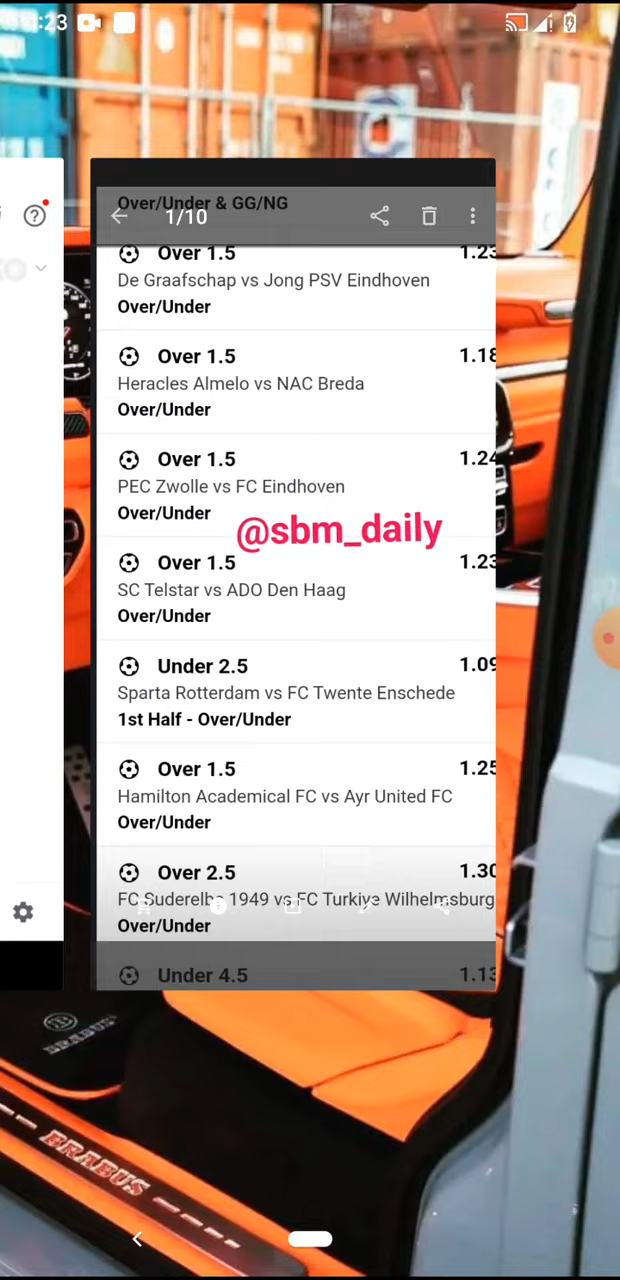 :23
Over/Under & GG/NG
1/10
Over 1.5 1.23
De Graafschap vs Jong PSV Eindhoven
Over/Under
Over 1.5 1.18
Heracles Almelo vs NAC Breda
Over/Under
Over 1.5 1.24
PEC Zwolle vs FC Eindhoven
Over/Under
@sbm_daily
Over 1.5 1.23
SC Telstar vs ADO Den Haag
Over/Under
Under 2.5 1.09
Sparta Rotterdam vs FC Twente Enschede
1st Half - Over/Under
Over 1.5 1.25
Hamilton Academical FC vs Ayr United FC
Over/Under
Over 2.5 1.30
FC Suderelbe 1949 vs FC Turkiye Wilhelmsburg
Over/Under
Under 4.5 1.13
BRABUS
BRABUS